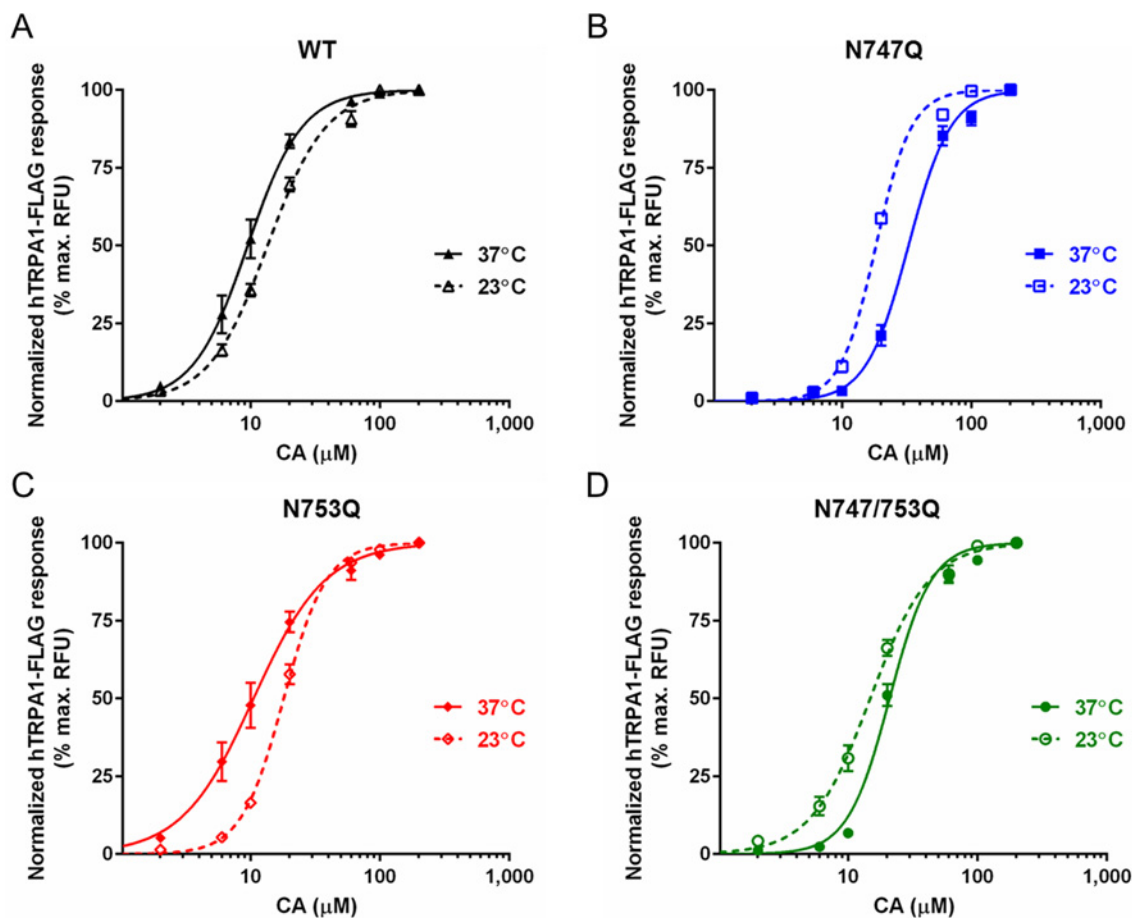 A
WT
Normalized hTRPA1-FLAG response
(% max. RFU)
100
75
50
25
0
37°C
23°C
10
100
1,000
CA (µM)
B
N747Q
Normalized hTRPA1-FLAG response
(% max. RFU)
100
75
50
25
0
37°C
23°C
10
100
1,000
CA (µM)
C
N753Q
Normalized hTRPA1-FLAG response
(% max. RFU)
100
75
50
25
0
37°C
23°C
10
100
1,000
CA (µM)
D
N747/753Q
Normalized hTRPA1-FLAG response
(% max. RFU)
100
75
50
25
0
37°C
23°C
10
100
1,000
CA (µM)